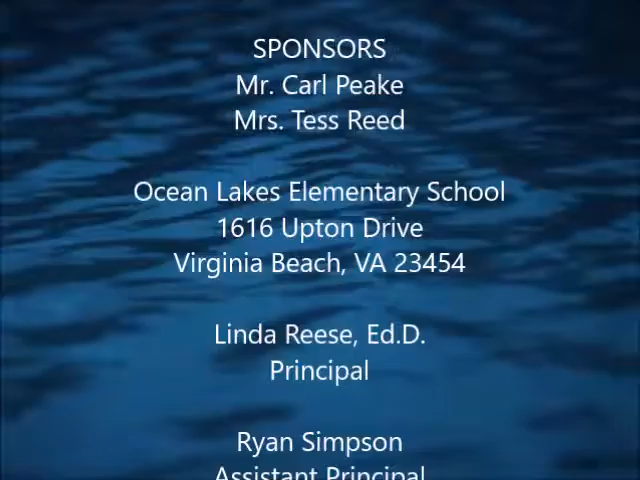 SPONSORS
Mr. Carl Peake
Mrs. Tess Reed
Ocean Lakes Elementary School
1616 Upton Drive
Virginia Beach, VA 23454
Linda Reese, Ed.D.
Principal
Ryan Simpson
Assistant Principal